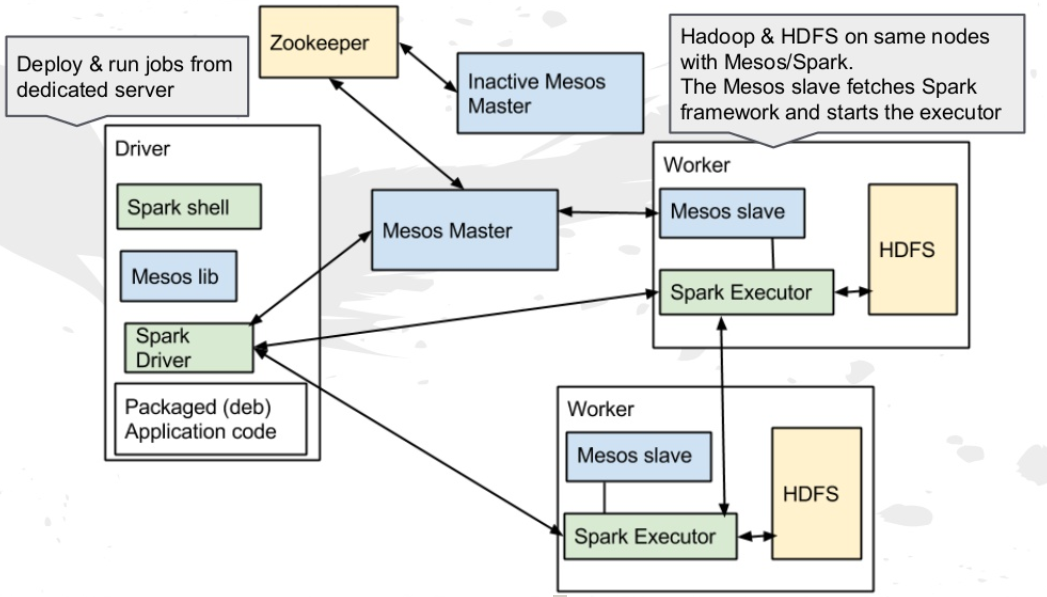 Zookeeper
Deploy & run jobs from
dedicated server
Inactive Mesos
Master
Hadoop & HDFS on same nodes
with Mesos/Spark.
The Mesos slave fetches Spark
framework and starts the executor
Driver
Spark shell
Mesos lib
Spark
Driver
Packaged (deb)
Application code
Mesos Master
Worker
Mesos slave
Spark Executor
HDFS
Worker
Mesos slave
Spark Executor
HDFS